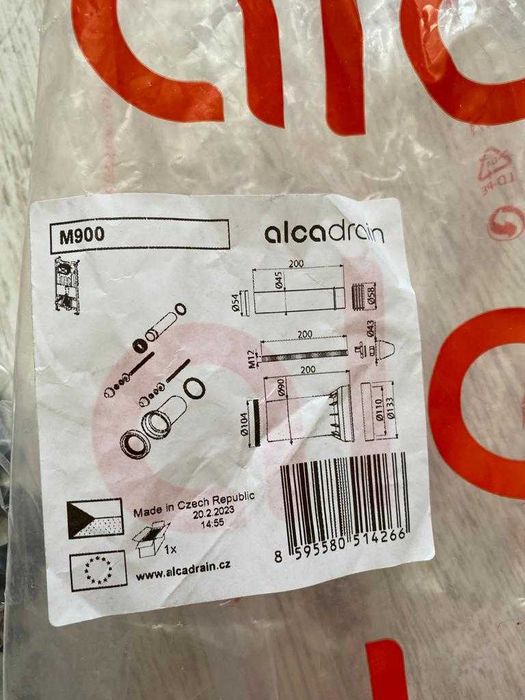 M900
alcadrain
200
Ø45
Ø54
Ø58
200
M12
Ø43
200
Ø90
Ø104
Ø110
Ø133
Made in Czech Republic
20.2.2023
14:55
1x
www.alcadrain.cz
8 595580 514266